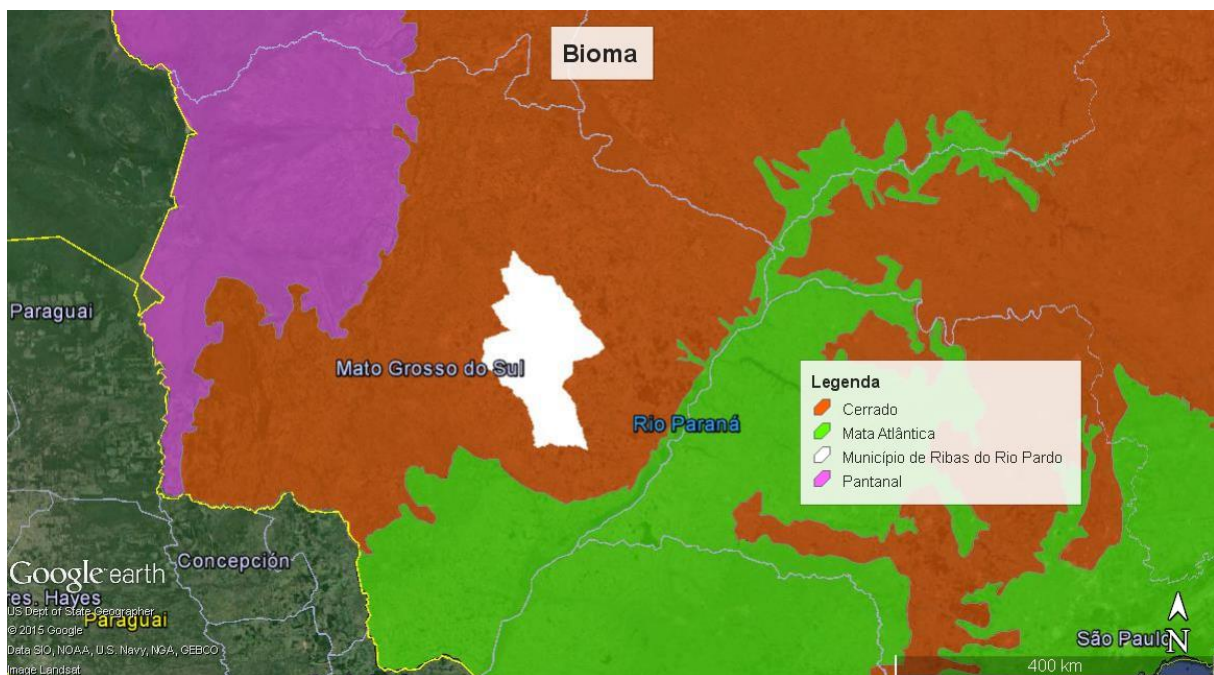 Bioma
Paraguai
Mato Grosso do Sul
Rio Paraná
Legenda
Cerrado
Mata Atlântica
Município de Ribas do Rio Pardo
Pantanal
Concepción
Google earth
res. Hayes
US Dept of State Geographer
Paraguai
© 2015 Google
Data SIO, NOAA, U.S. Navy, NGA, GEBCO
Image Landsat
São Paulo
N
400 km